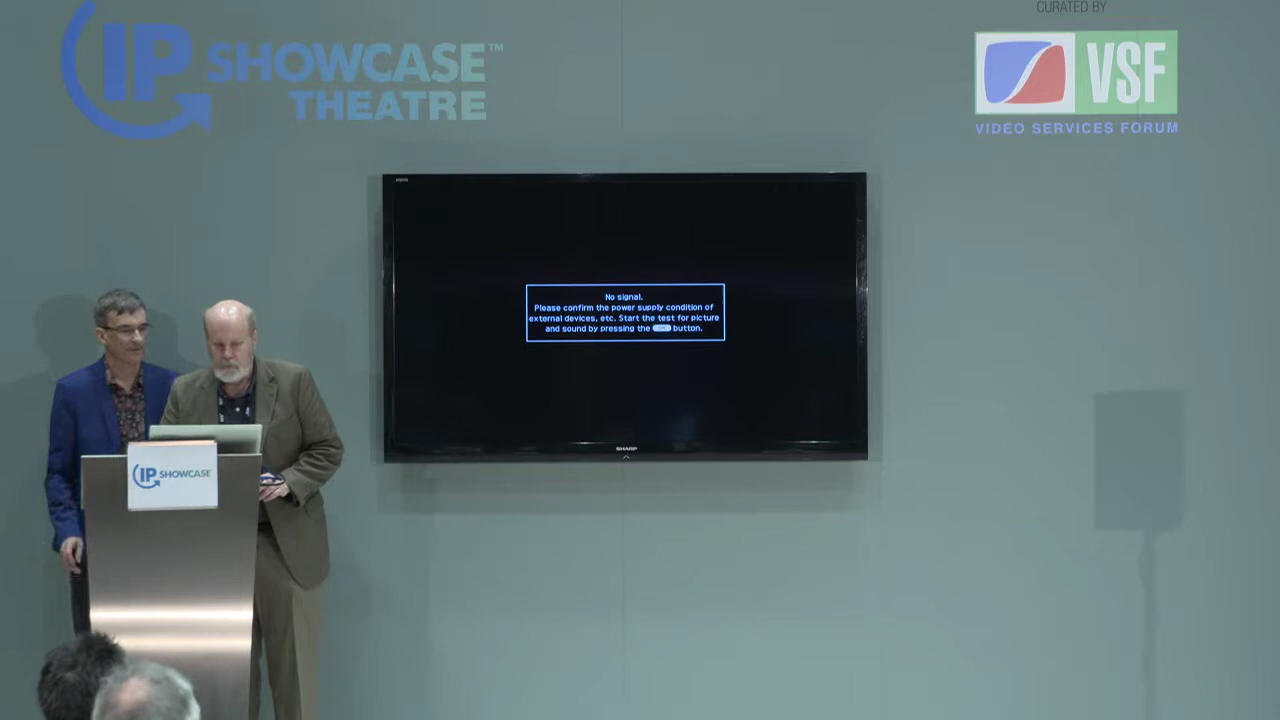 CURATED BY
IP SHOWCASE™
THEATRE
VSF
VIDEO SERVICES FORUM
No signal.
Please confirm the power supply condition of
external devices, etc. Start the test for picture
and sound by pressing the button.
SHARP
IP SHOWCASE